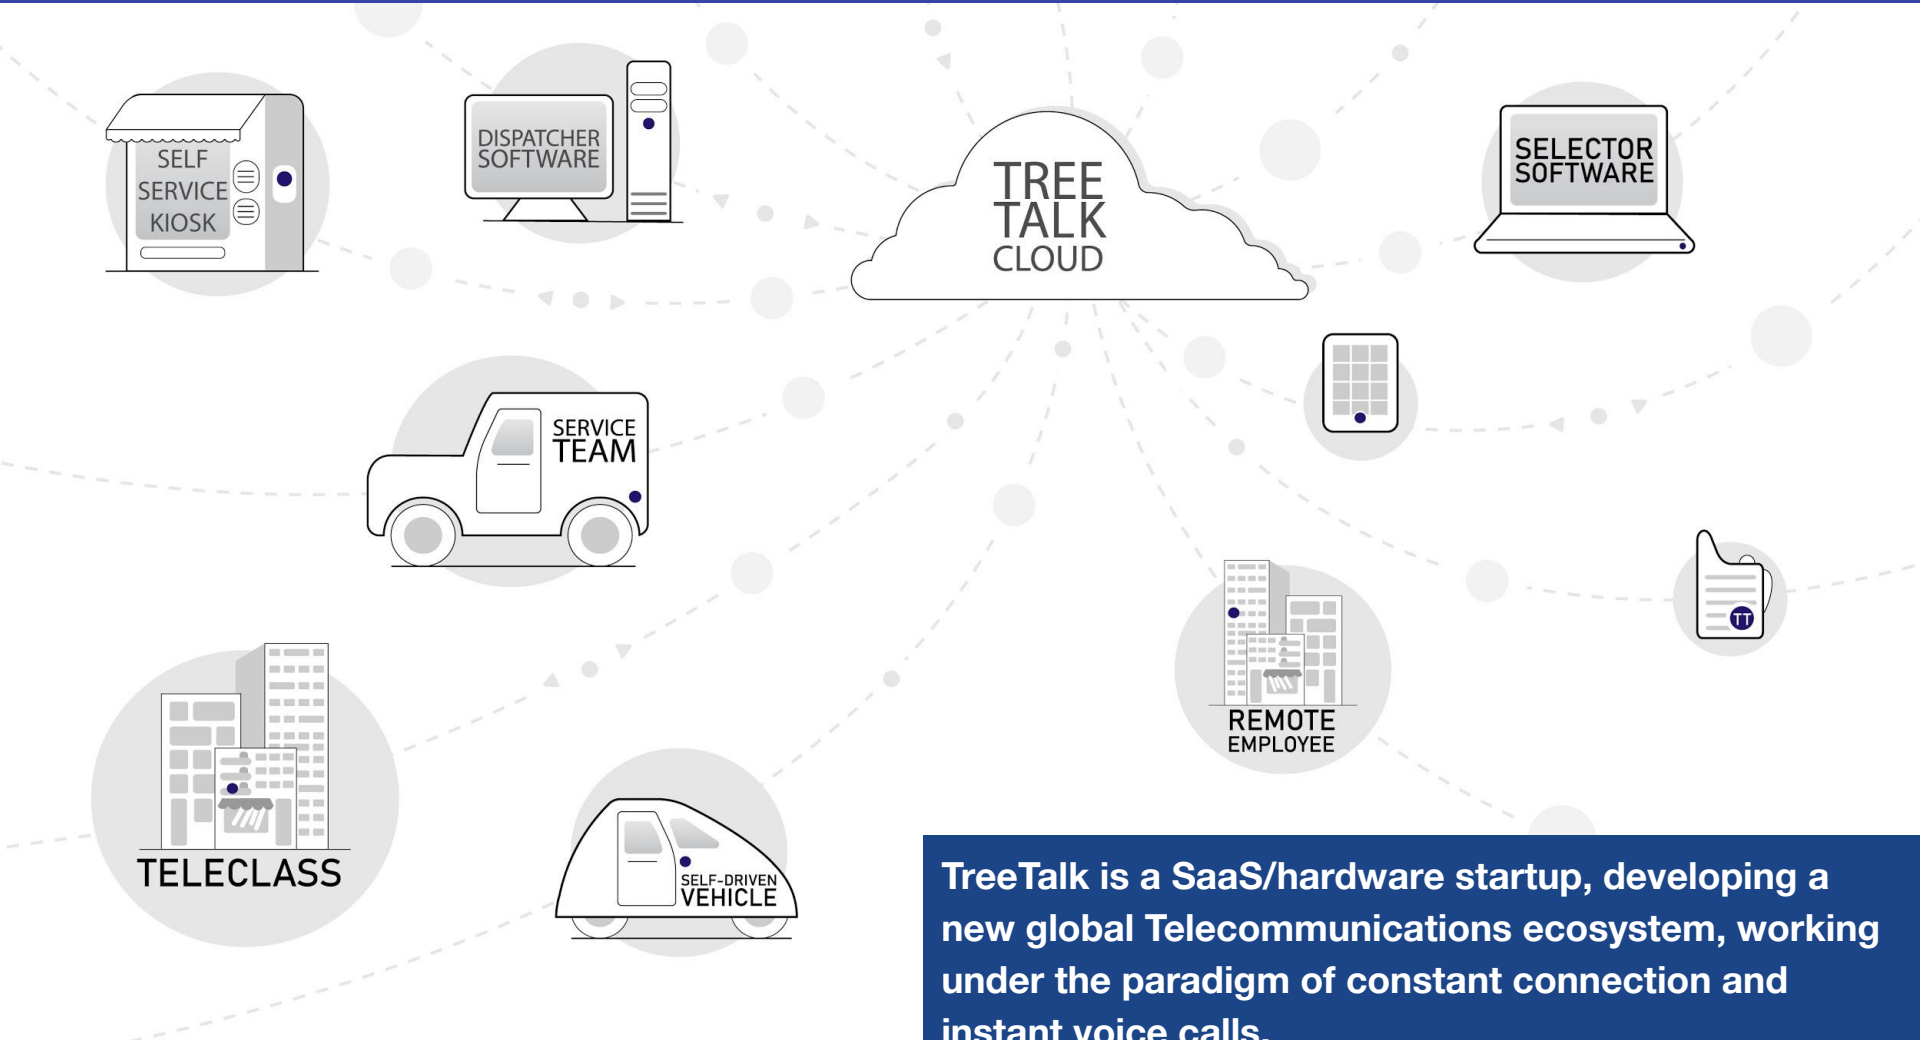 SELF
SERVICE
KIOSK
DISPATCHER
SOFTWARE
TREE
TALK
CLOUD
SELECTOR
SOFTWARE
SERVICE
TEAM
TT
REMOTE
EMPLOYEE
TELECLASS
SELF-DRIVEN
VEHICLE
TreeTalk is a SaaS/hardware startup, developing a
new global Telecommunications ecosystem, working
under the paradigm of constant connection and
instant voice calls.